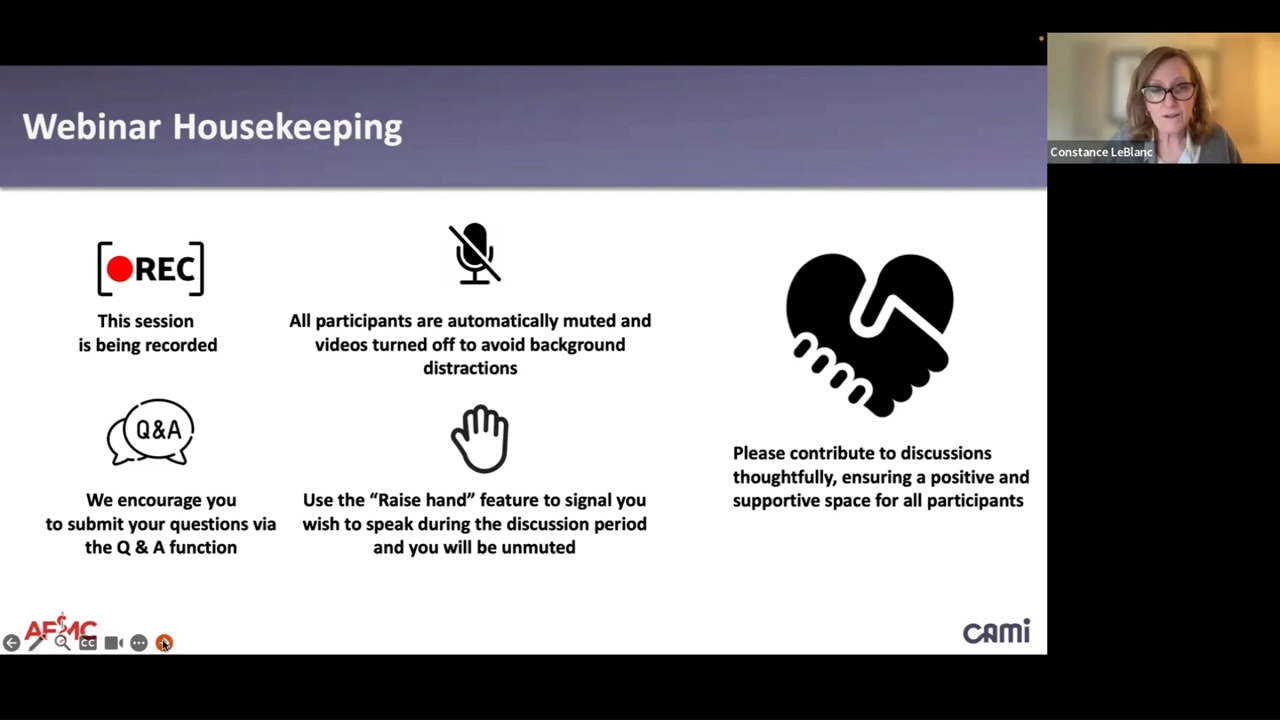 Webinar Housekeeping
REC
This session
is being recorded
All participants are automatically muted and
videos turned off to avoid background
distractions
Q&A
We encourage you
to submit your questions via
the Q & A function
Use the “Raise hand” feature to signal you
wish to speak during the discussion period
and you will be unmuted
Please contribute to discussions
thoughtfully, ensuring a positive and
supportive space for all participants
Constance LeBlanc
AFMC
CC
CAMi